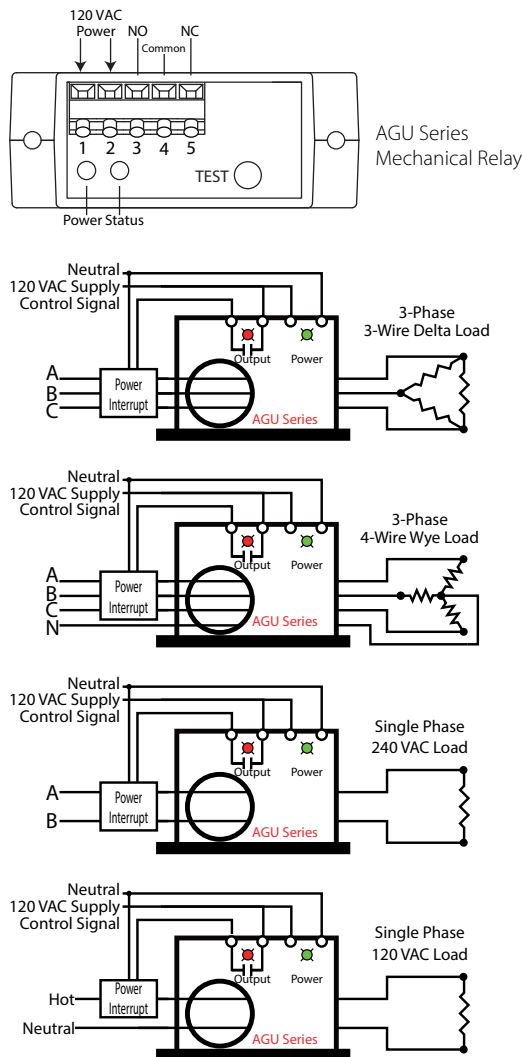 120 VAC
Power
NO
Common
NC
1 2 3 4 5
TEST
Power Status
AGU Series
Mechanical Relay
Neutral
120 VAC Supply
Control Signal
A
B
C
Power
Interrupt
Output
Power
AGU Series
3-Phase
3-Wire Delta Load
Neutral
120 VAC Supply
Control Signal
A
B
C
N
Power
Interrupt
Output
Power
AGU Series
3-Phase
4-Wire Wye Load
Neutral
120 VAC Supply
Control Signal
A
B
Power
Interrupt
Output
Power
AGU Series
Single Phase
240 VAC Load
Neutral
120 VAC Supply
Control Signal
Hot
Neutral
Power
Interrupt
Output
Power
AGU Series
Single Phase
120 VAC Load